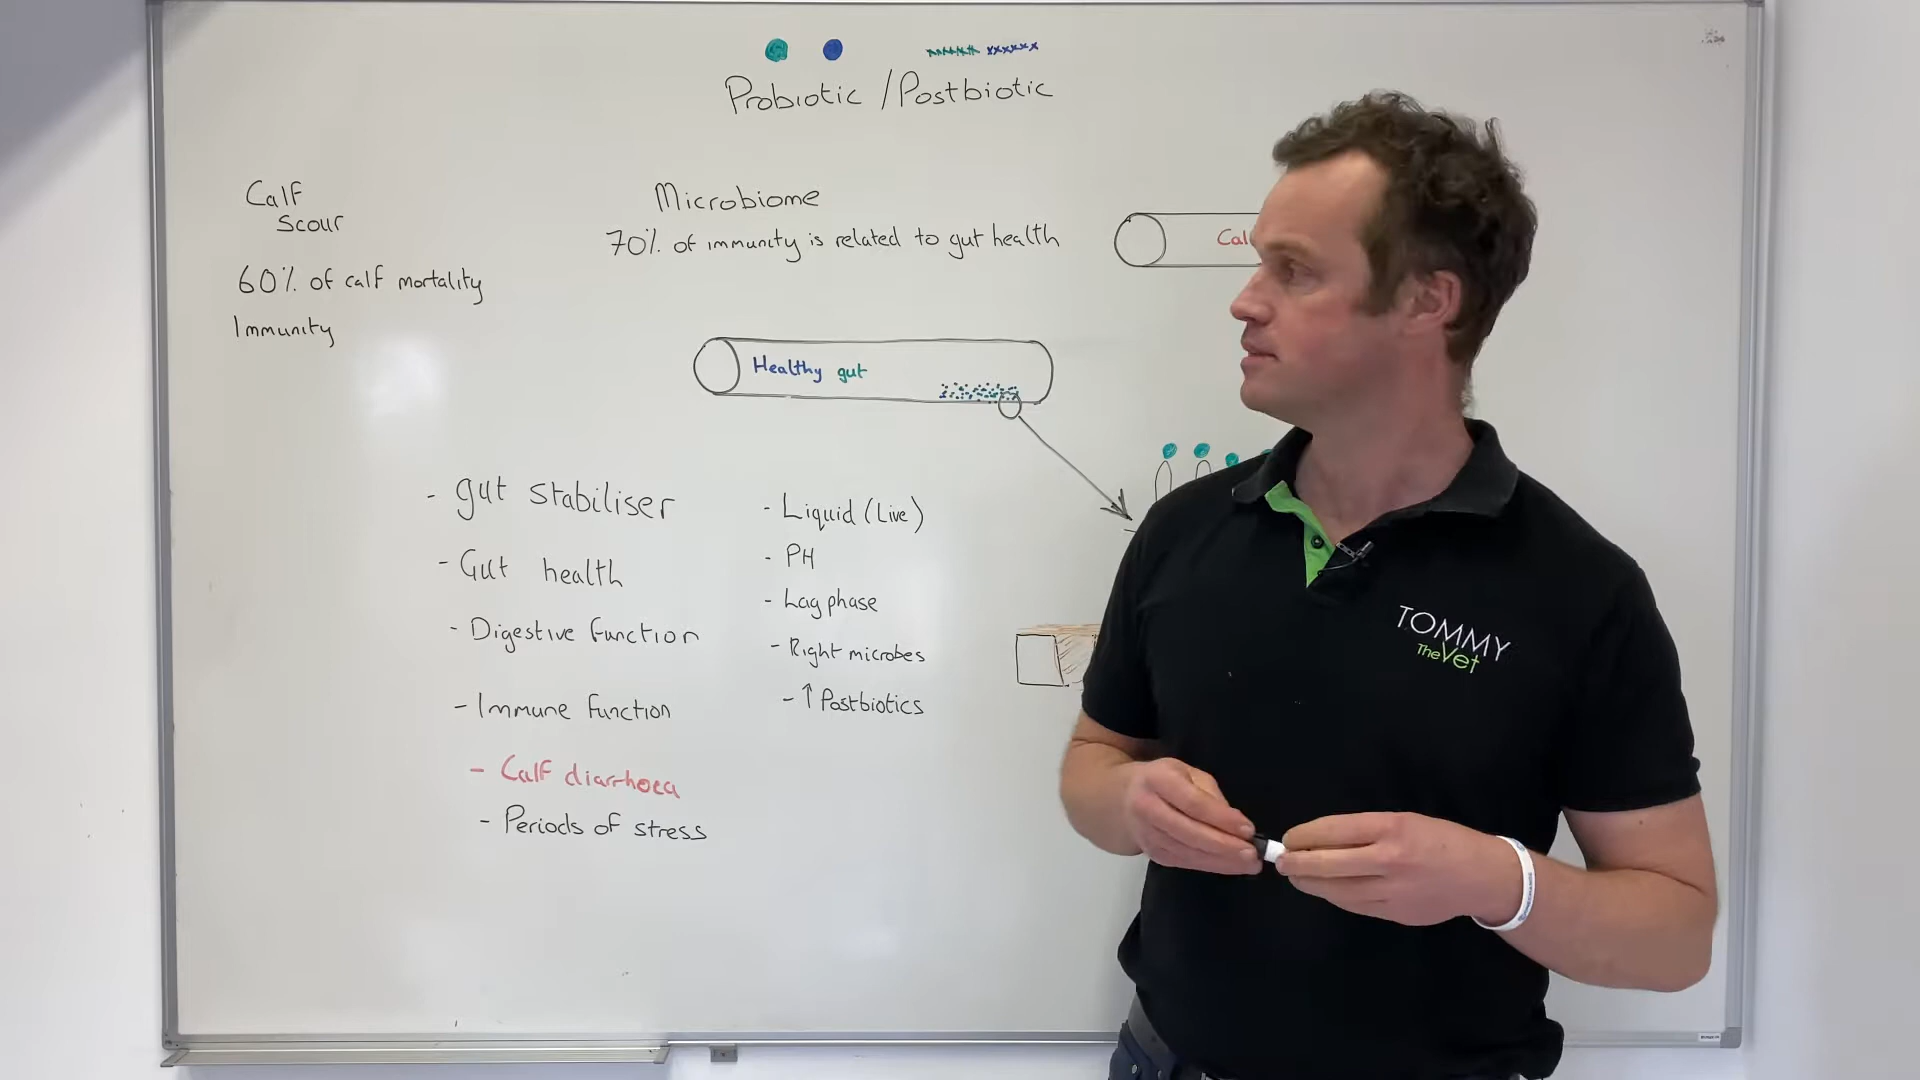 Probiotic / Postbiotic
Calf
Scour
60% of calf mortality
Immunity
Microbiome
70% of immunity is related to gut health
Healthy gut
- gut stabiliser
- Gut health
- Digestive function
- Immune function
- Calf diarrhoea
- Periods of stress
- Liquid (Live)
- PH
- Lag phase
- Right microbes
- ↑ Postbiotics
TOMMY
The Vet